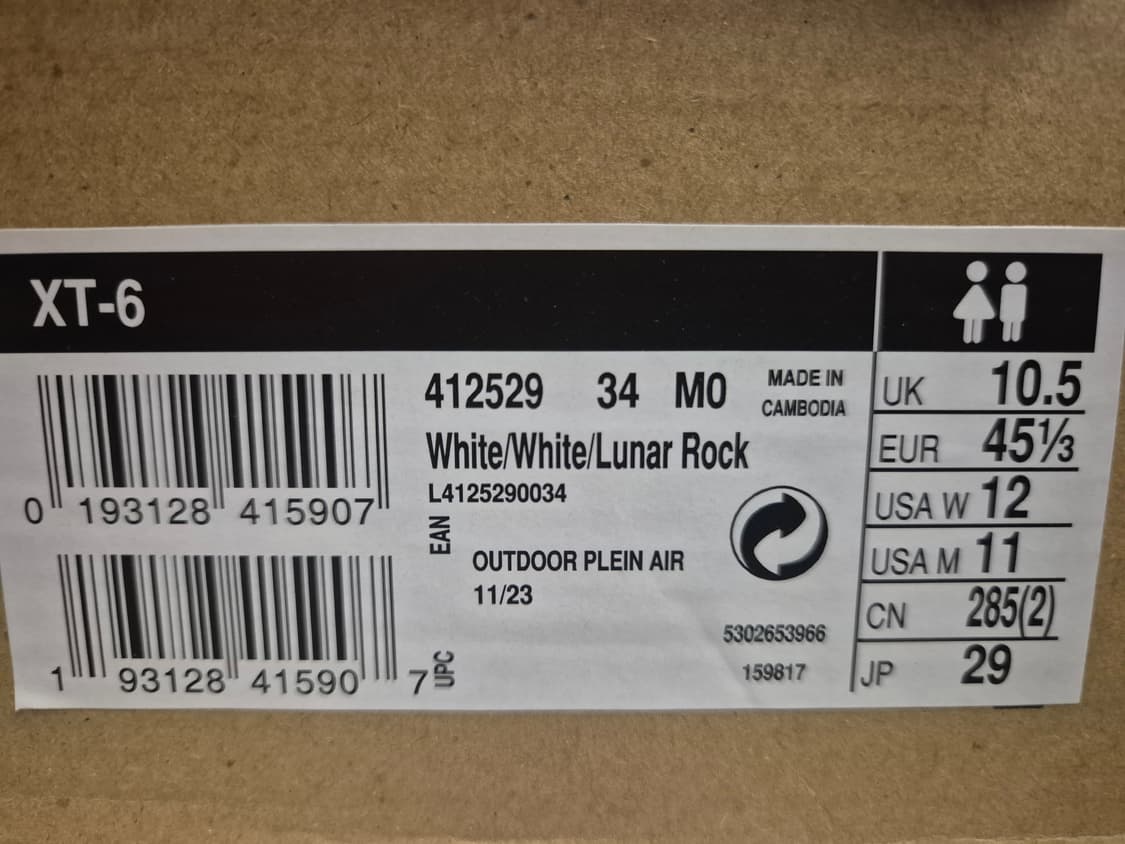 XT-6
412529 34 M0 MADE IN CAMBODIA
White/White/Lunar Rock
L4125290034
0 193128 415907
EAN
OUTDOOR PLEIN AIR
11/23
1 93128 41590 7
UPC
5302653966
159817
UK 10.5
EUR 45⅓
USA W 12
USA M 11
CN 285(2)
JP 29